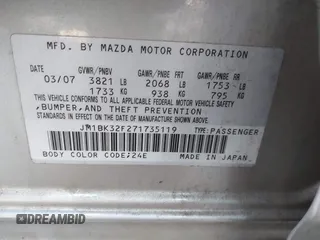 MFD. BY MAZDA MOTOR CORPORATION
GVWR/PNBV GAWR/PNBE FRT GAWR/PNBE RR
03/07 3821 LB 2068 LB 1753 LB
1733 KG 938 KG 795 KG
THIS VEHICLE CONFORMS TO ALL APPLICABLE FEDERAL MOTOR VEHICLE SAFETY
,BUMPER,AND THEFT PREVENTION STANDARDS IN EFFECT ON THE DATE OF MANUFACTURE SHOWN ABOVE.
JM1BK32F271735119 TYPE:PASSENGER
BODY COLOR CODE:24E MADE IN JAPAN
DREAMBID